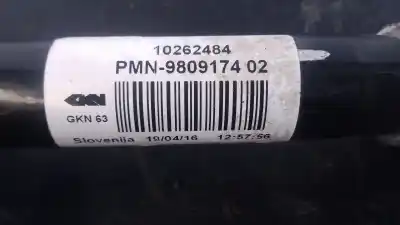 10262484
PMN-9809174 02
GKN
GKN 63
Slovenija 19/04/16 12:57:56